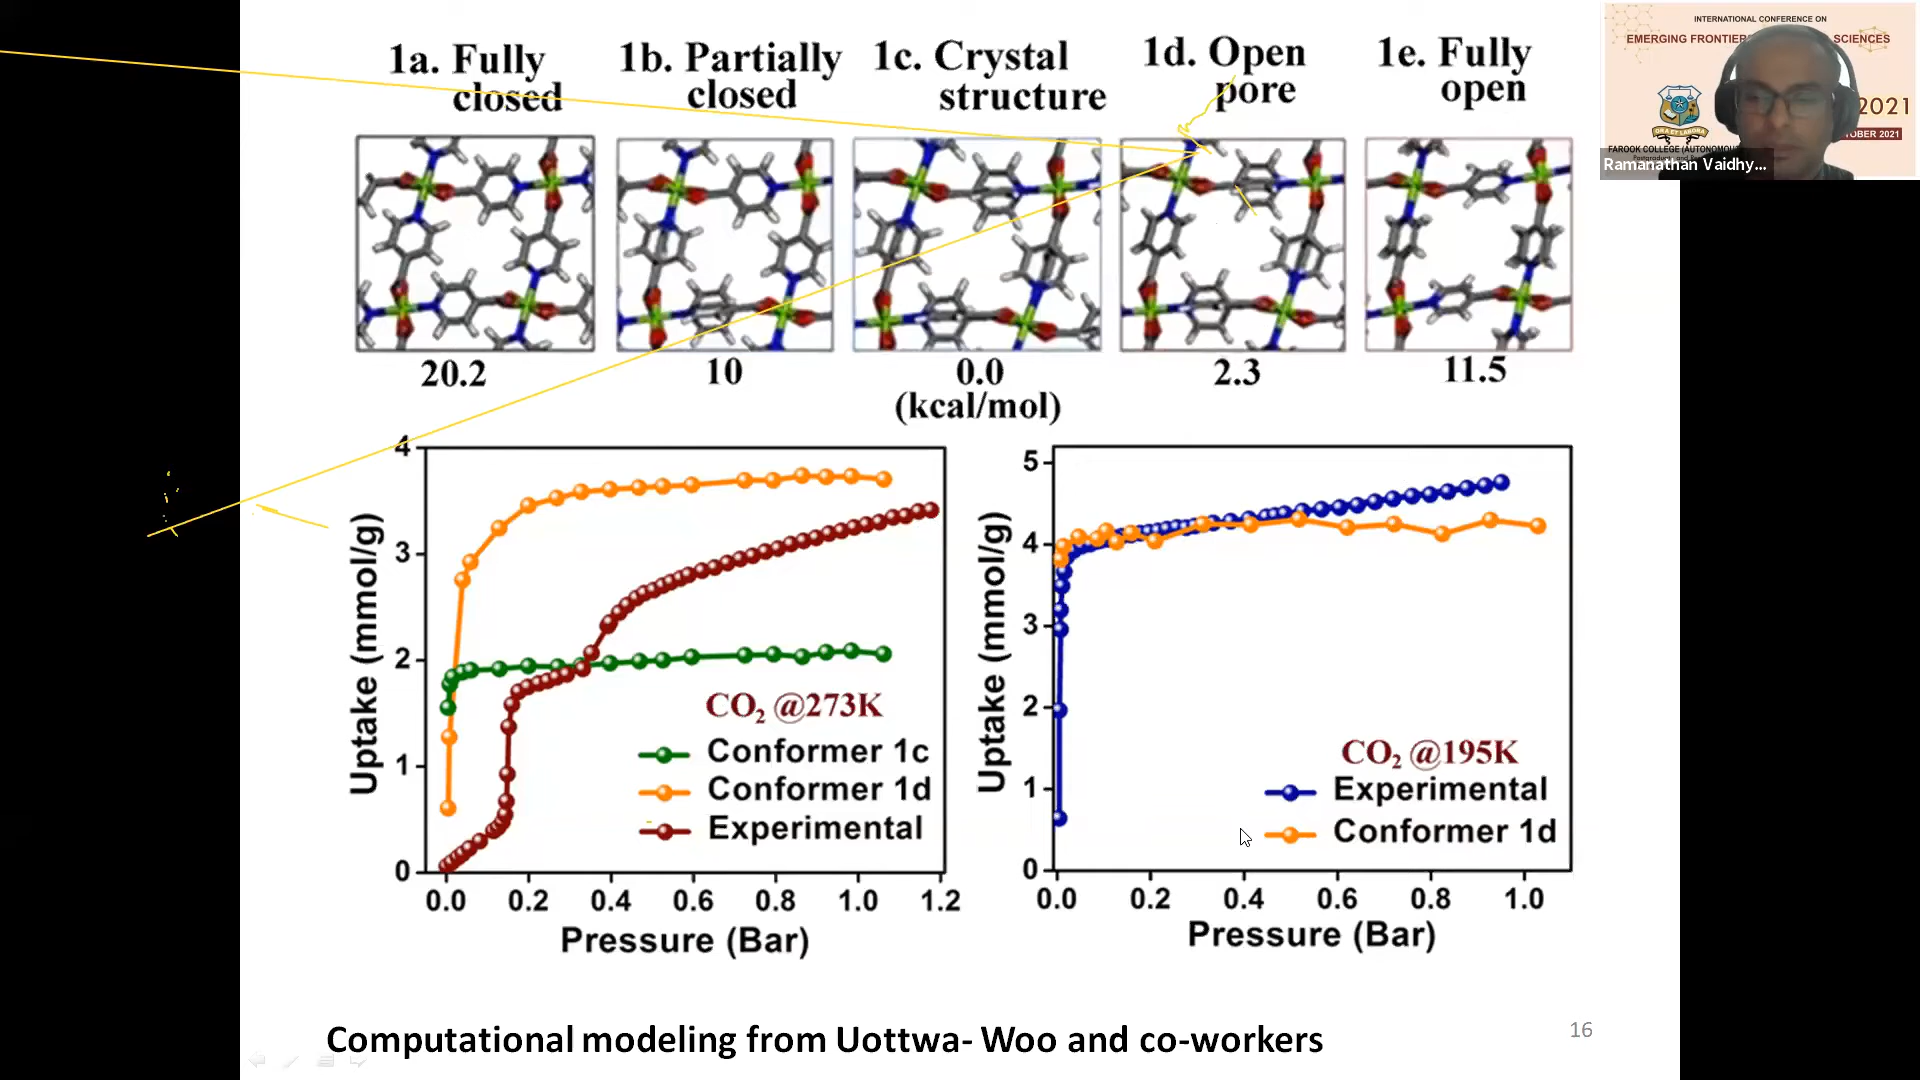 1a. Fully
closed
1b. Partially
closed
1c. Crystal
structure
1d. Open
pore
1e. Fully
open
20.2
10
0.0
2.3
11.5
(kcal/mol)
4
3
2
1
0
Uptake (mmol/g)
CO₂ @273K
Conformer 1c
Conformer 1d
Experimental
0.0 0.2 0.4 0.6 0.8 1.0 1.2
Pressure (Bar)
5
4
3
2
1
0
Uptake (mmol/g)
CO₂ @195K
Experimental
Conformer 1d
0.0 0.2 0.4 0.6 0.8 1.0
Pressure (Bar)
Computational modeling from Uottwa- Woo and co-workers
16
INTERNATIONAL CONFERENCE ON
EMERGING FRONTIER SCIENCES
2021
TOBER 2021
FAROOK COLLEGE (AUTONOMOU
Ramanathan Vaidhy...